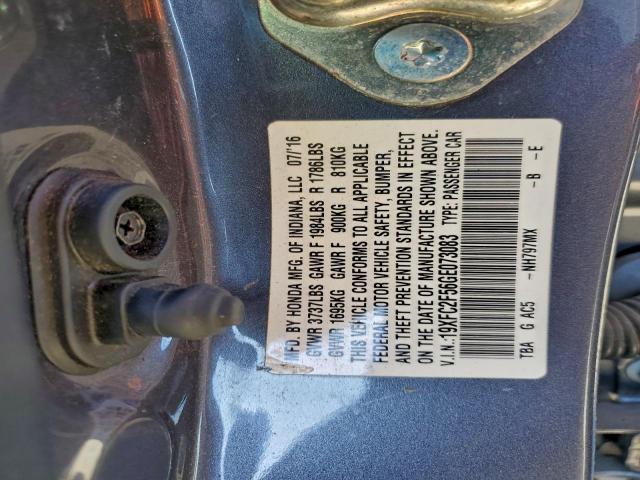 MFD. BY HONDA MFG. OF INDIANA, LLC 07/16
GVWR 3737LBS GAWR F 1984LBS R 1786LBS
GVWR 1695KG GAWR F 900KG R 810KG
THIS VEHICLE CONFORMS TO ALL APPLICABLE
FEDERAL MOTOR VEHICLE SAFETY, BUMPER,
AND THEFT PREVENTION STANDARDS IN EFFECT
ON THE DATE OF MANUFACTURE SHOWN ABOVE.
V.I.N.:19XFC2F56GE073083 TYPE: PASSENGER CAR
TBA G AC5 -NH797MX -B -E